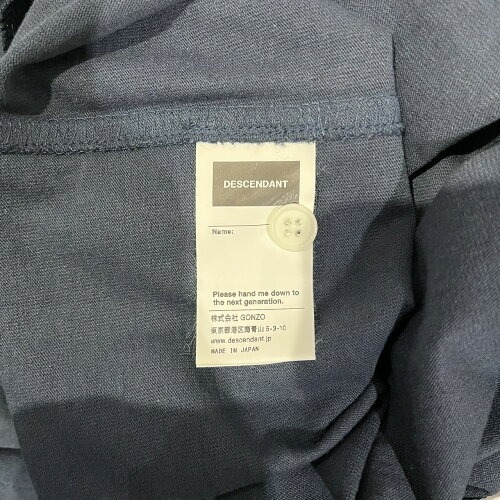 DESCENDANT
Name:
Please hand me down to
the next generation.
株式会社 GONZO
東京都港区南青山 5-3-10
www.descendant.jp
MADE IN JAPAN